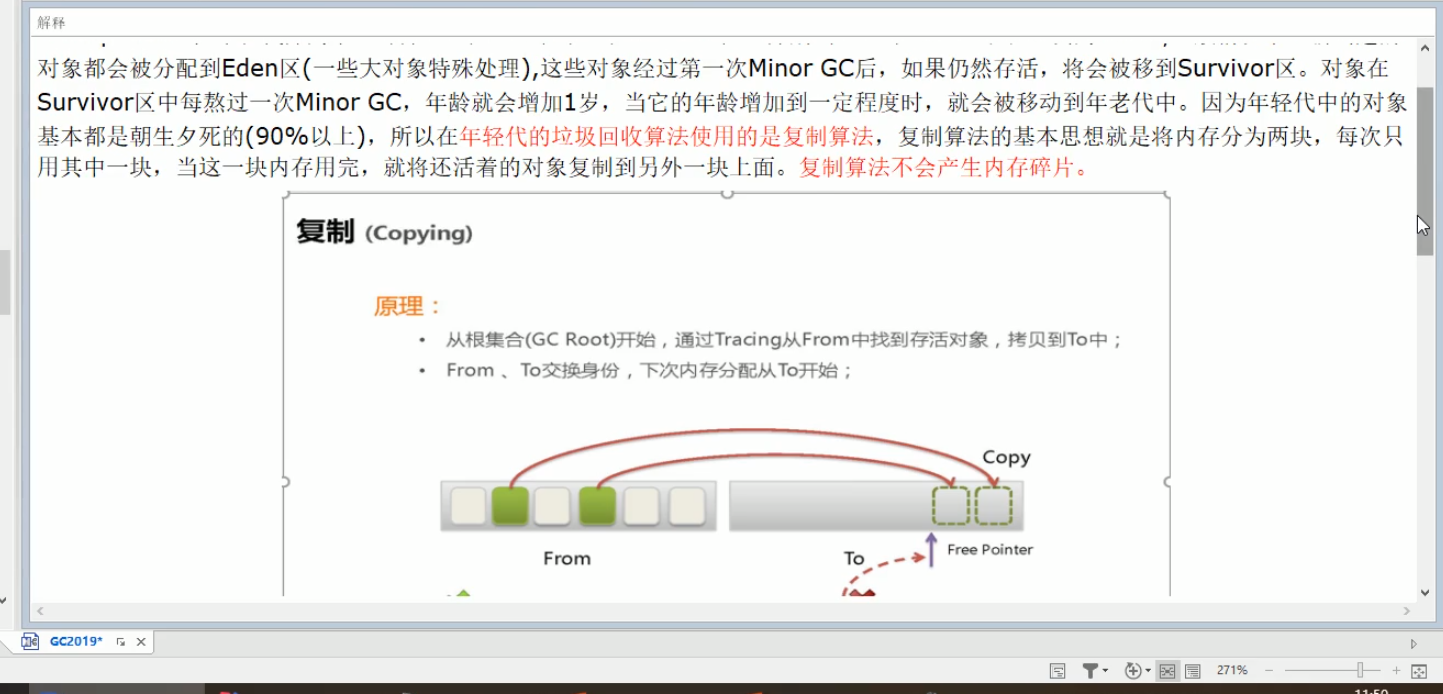 解释
对象都会被分配到Eden区(一些大对象特殊处理),这些对象经过第一次Minor GC后，如果仍然存活，将会被移到Survivor区。对象在
Survivor区中每熬过一次Minor GC，年龄就会增加1岁，当它的年龄增加到一定程度时，就会被移动到年老代中。因为年轻代中的对象
基本都是朝生夕死的(90%以上)，所以在年轻代的垃圾回收算法使用的是复制算法，复制算法的基本思想就是将内存分为两块，每次只
用其中一块，当这一块内存用完，就将还活着的对象复制到另外一块上面。复制算法不会产生内存碎片。
复制 (Copying)
原理：
• 从根集合(GC Root)开始，通过Tracing从From中找到存活对象，拷贝到To中；
• From 、To交换身份，下次内存分配从To开始；
Copy
From
To
Free Pointer
GC2019*
271%
11:50